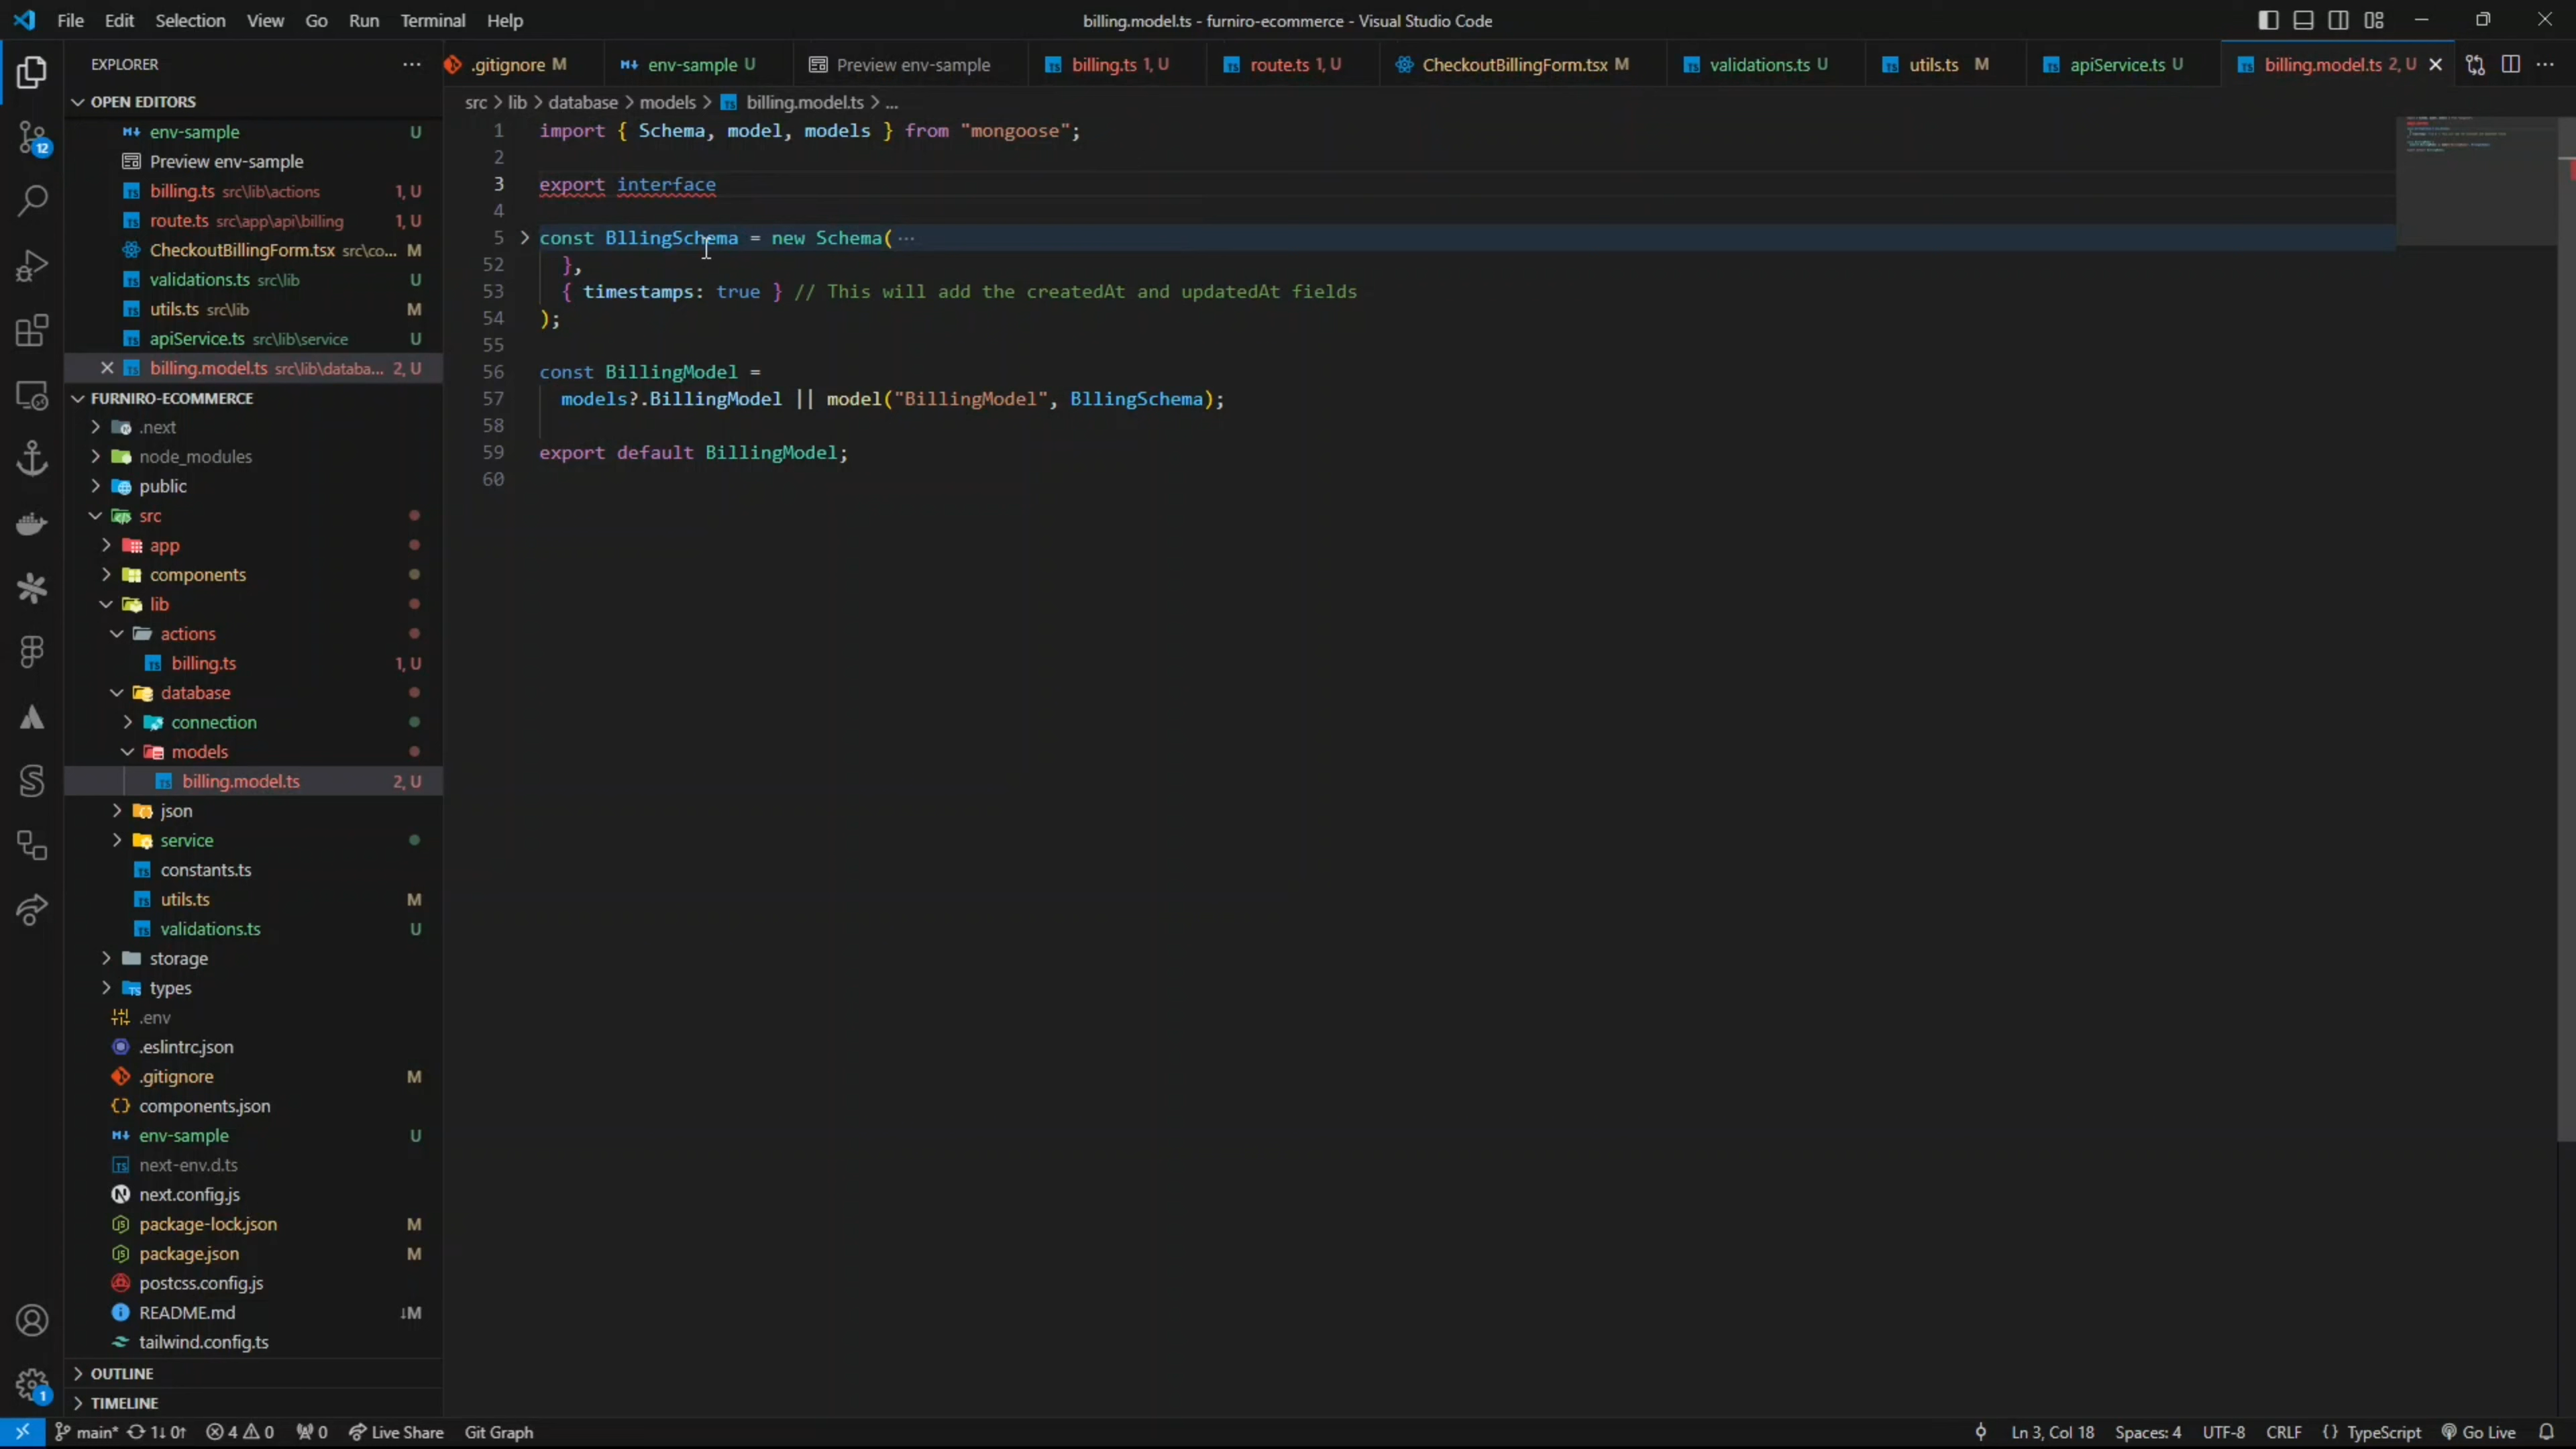 File Edit Selection View Go Run Terminal Help
billing.model.ts - furniro-ecommerce - Visual Studio Code
EXPLORER
.gitignore M
env-sample U
Preview env-sample
billing.ts 1, U
route.ts 1, U
CheckoutBillingForm.tsx M
validations.ts U
utils.ts M
apiService.ts U
billing.model.ts 2, U
OPEN EDITORS
env-sample U
Preview env-sample
billing.ts src\lib\actions 1, U
route.ts src\app\api\billing 1, U
CheckoutBillingForm.tsx src\co... M
validations.ts src\lib U
utils.ts src\lib M
apiService.ts src\lib\service U
billing.model.ts src\lib\databa... 2, U
FURNIRO-ECOMMERCE
.next
node_modules
public
src
app
components
lib
actions
billing.ts 1, U
database
connection
models
billing.model.ts 2, U
json
service
constants.ts
utils.ts M
validations.ts U
storage
types
.env
.eslintrc.json
.gitignore M
components.json
env-sample U
next-env.d.ts
next.config.js
package-lock.json M
package.json M
postcss.config.js
README.md ↓M
tailwind.config.ts
OUTLINE
TIMELINE
12
1
src > lib > database > models > billing.model.ts > ...
1 import { Schema, model, models } from "mongoose";
2
3 export interface
4
5 const BllingSchema = new Schema( ···
52 },
53 { timestamps: true } // This will add the createdAt and updatedAt fields
54 );
55
56 const BillingModel =
57 models?.BillingModel || model("BillingModel", BllingSchema);
58
59 export default BillingModel;
60
main* 1↓ 0↑ 4 0 0 Live Share Git Graph
Ln 3, Col 18 Spaces: 4 UTF-8 CRLF {} TypeScript Go Live